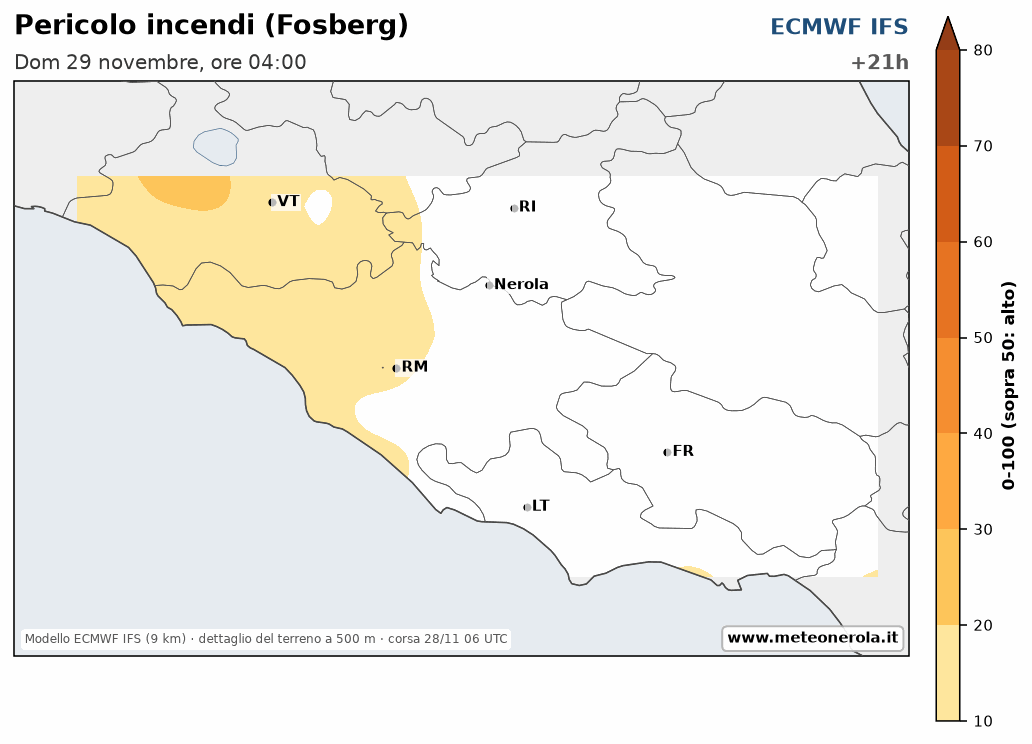 Pericolo incendi (Fosberg)
ECMWF IFS
Dom 29 novembre, ore 04:00
+21h
VT
RI
Nerola
RM
FR
LT
Modello ECMWF IFS (9 km) · dettaglio del terreno a 500 m · corsa 28/11 06 UTC
www.meteonerola.it
80
70
60
50
40
30
20
10
0-100 (sopra 50: alto)